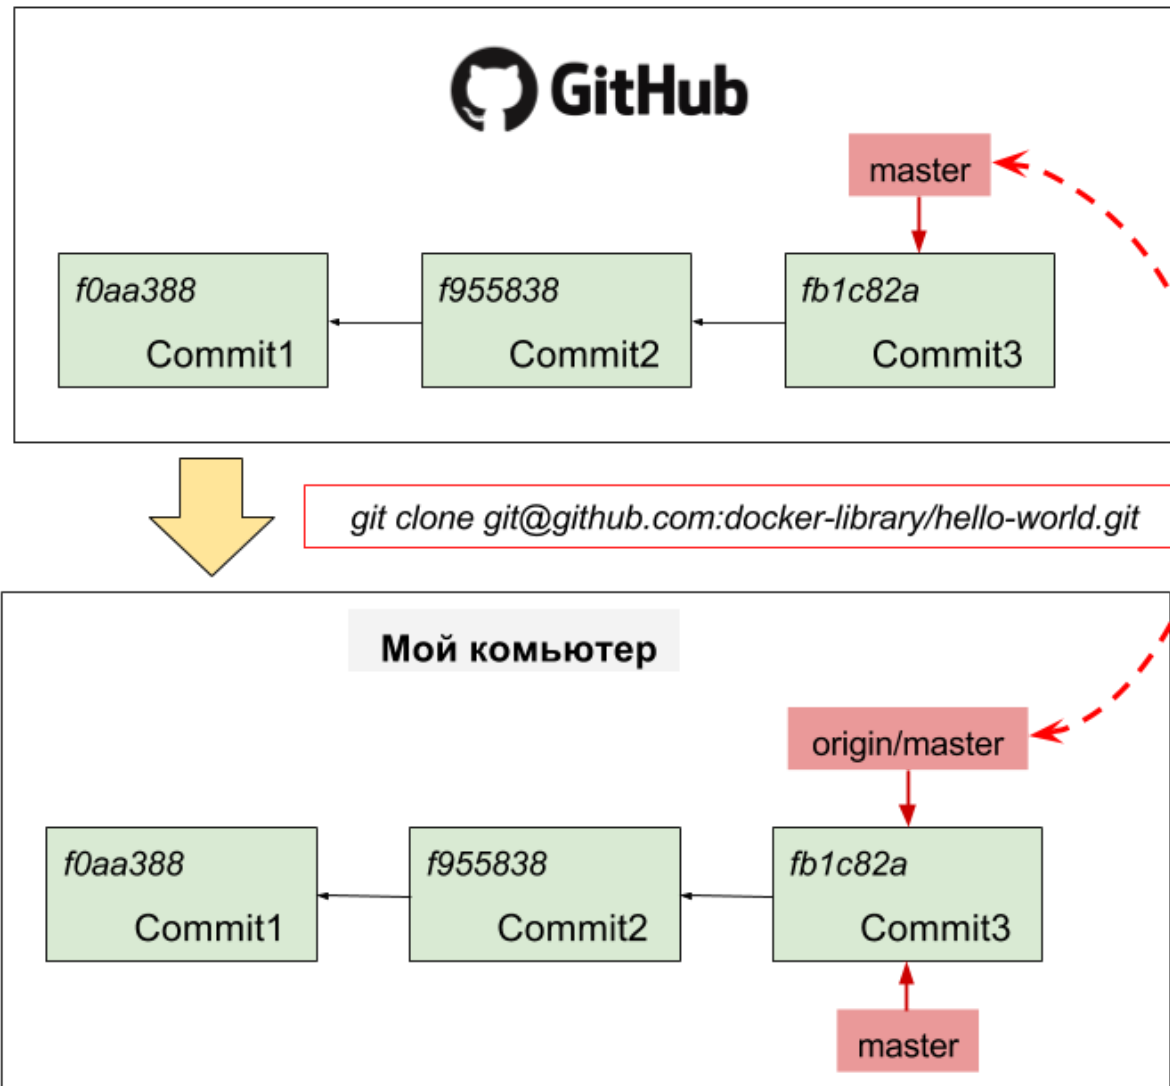 GitHub
master
f0aa388
Commit1
f955838
Commit2
fb1c82a
Commit3
git clone git@github.com:docker-library/hello-world.git
Мой комьютер
origin/master
f0aa388
Commit1
f955838
Commit2
fb1c82a
Commit3
master